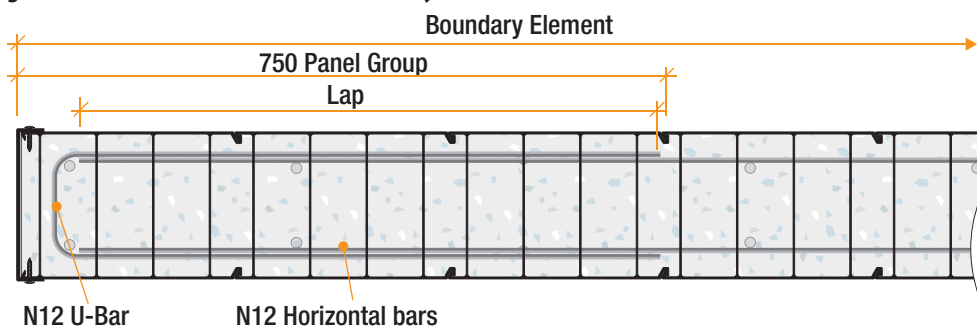 Boundary Element
750 Panel Group
Lap
N12 U-Bar
N12 Horizontal bars